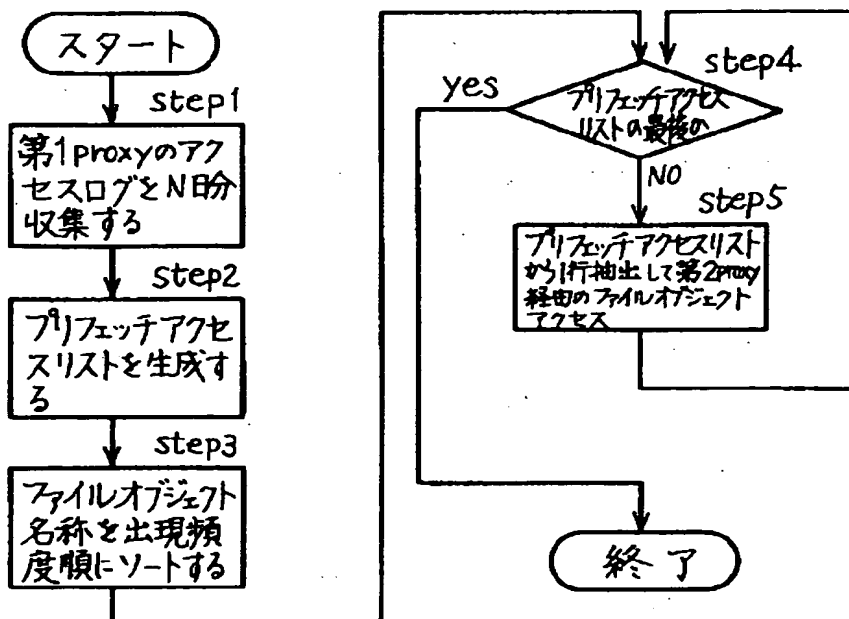 スタート
step1
第1proxyのアク
セスログをN日分
収集する
step2
プリフェッチアクセ
スリストを生成す
る
step3
ファイルオブジェクト
名称を出現頻
度順にソートする
step4
プリフェッチアクセス
リストの最後の
yes
NO
step5
プリフェッチアクセスリスト
から1行抽出して第2proxy
経由のファイルオブジェクト
アクセス
終了